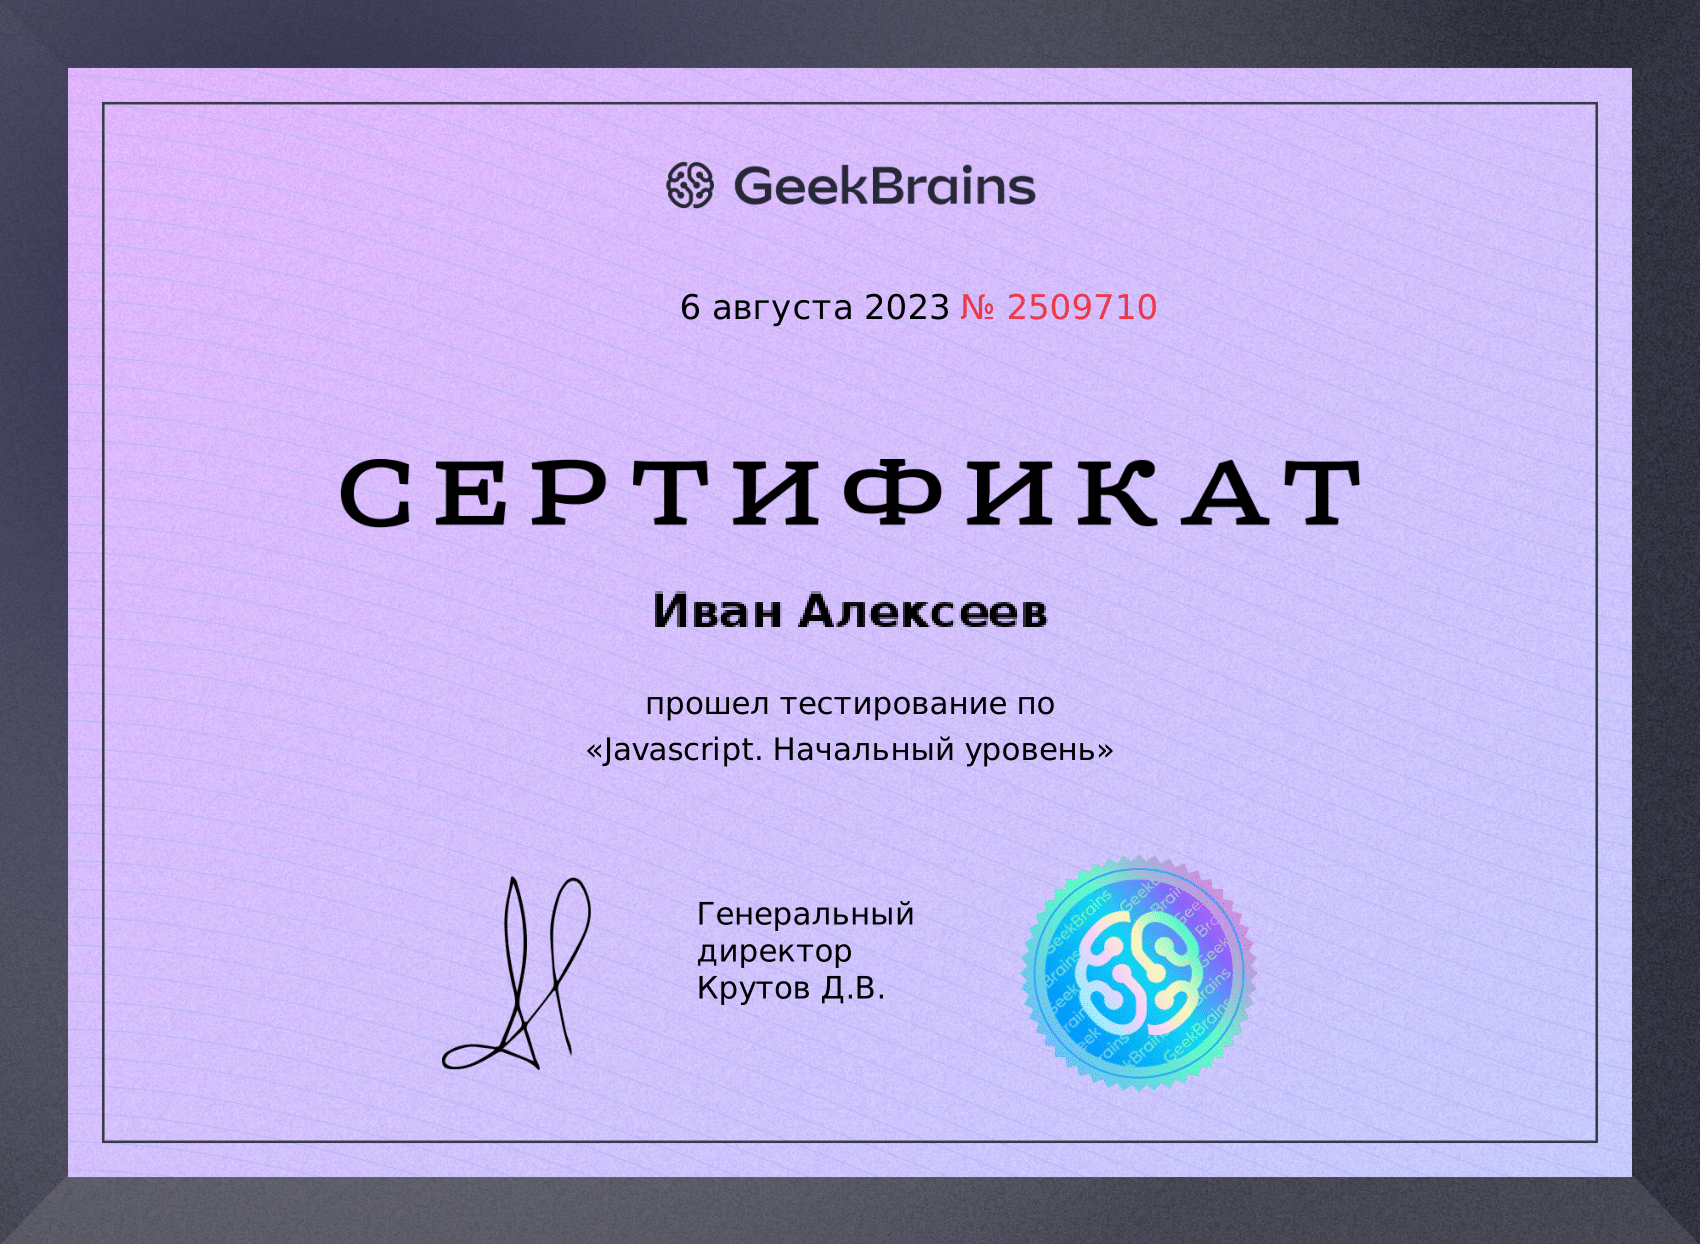 GeekBrains
6 августа 2023 № 2509710
СЕРТИФИКАТ
Иван Алексеев
прошел тестирование по
«Javascript. Начальный уровень»
Генеральный
директор
Крутов Д.В.